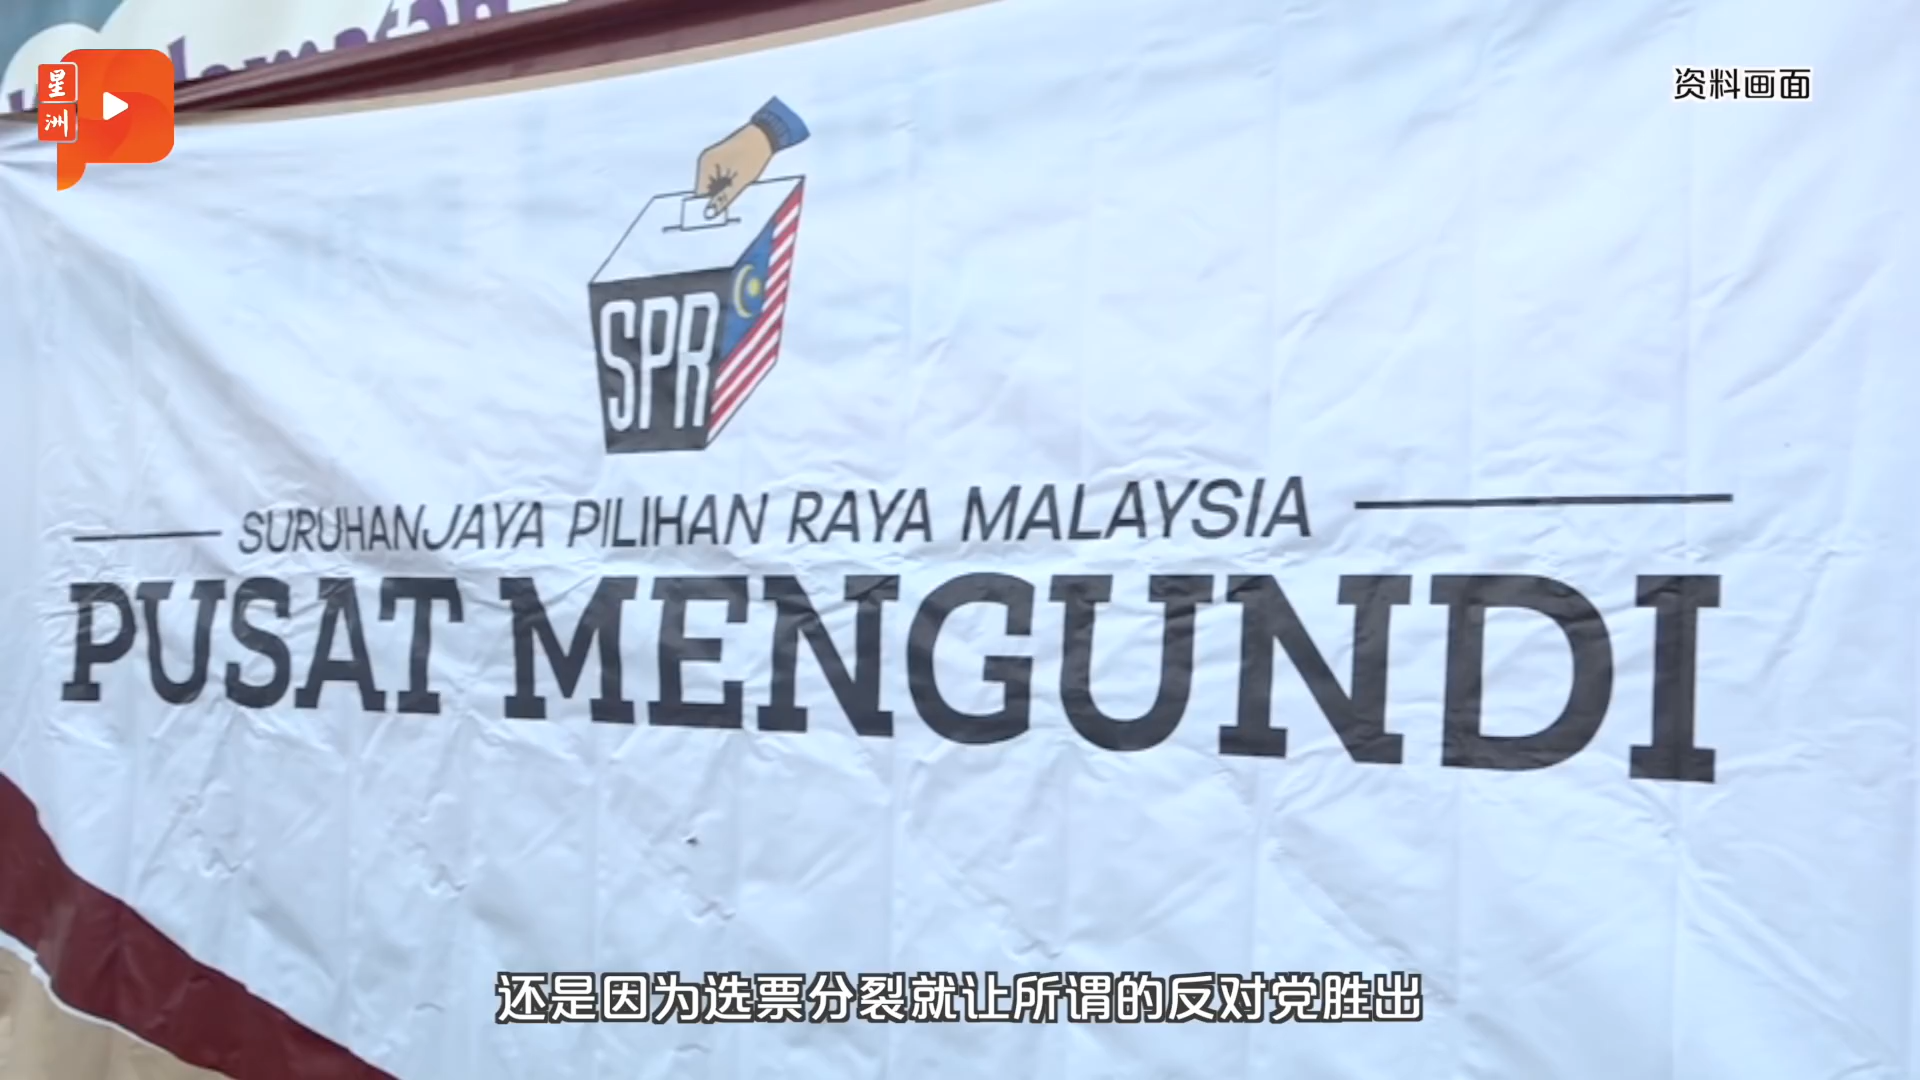 星洲
资料画面
SPR
SURUHANJAYA PILIHAN RAYA MALAYSIA
PUSAT MENGUNDI
还是因为选票分裂就让所谓的反对党胜出